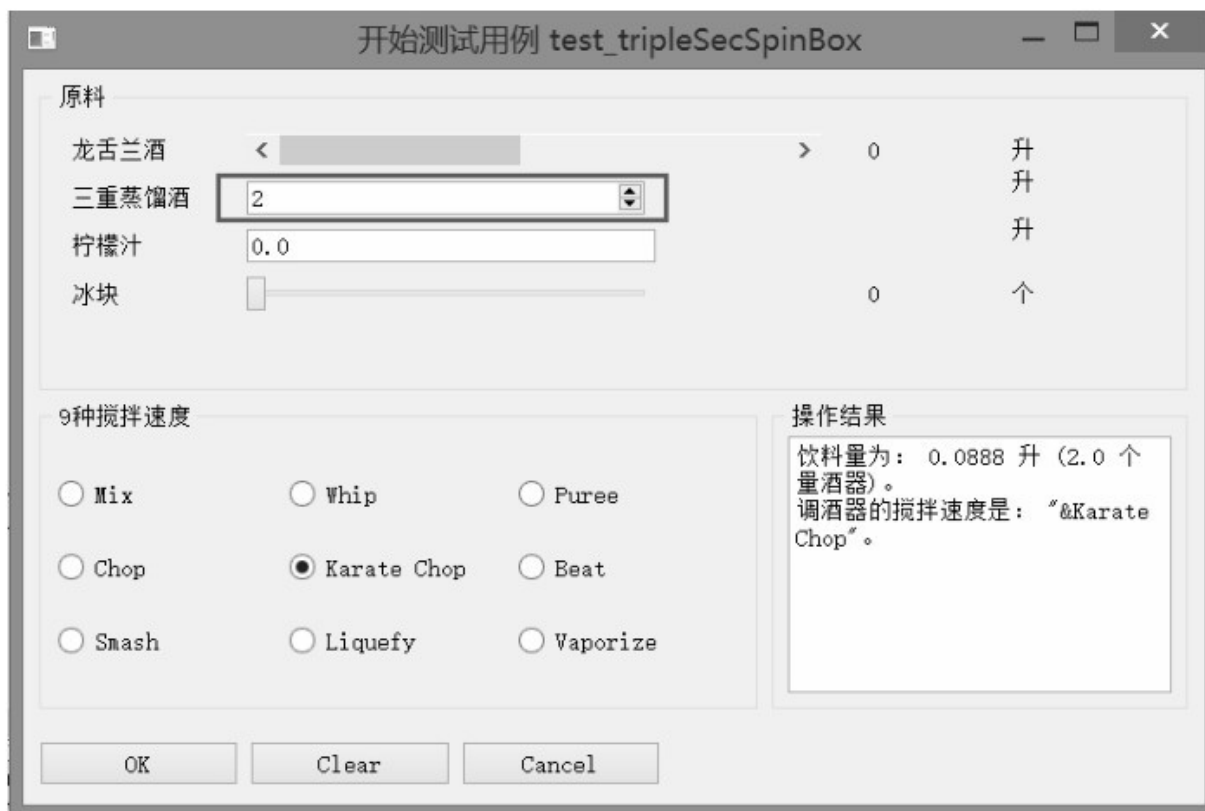 开始测试用例 test_tripleSecSpinBox
原料
龙舌兰酒 0 升
三重蒸馏酒 2 升
柠檬汁 0.0 升
冰块 0 个
9种搅拌速度
Mix Whip Puree
Chop Karate Chop Beat
Smash Liquefy Vaporize
操作结果
饮料量为: 0.0888 升 (2.0 个
量酒器)。
调酒器的搅拌速度是: "&Karate
Chop"。
OK Clear Cancel